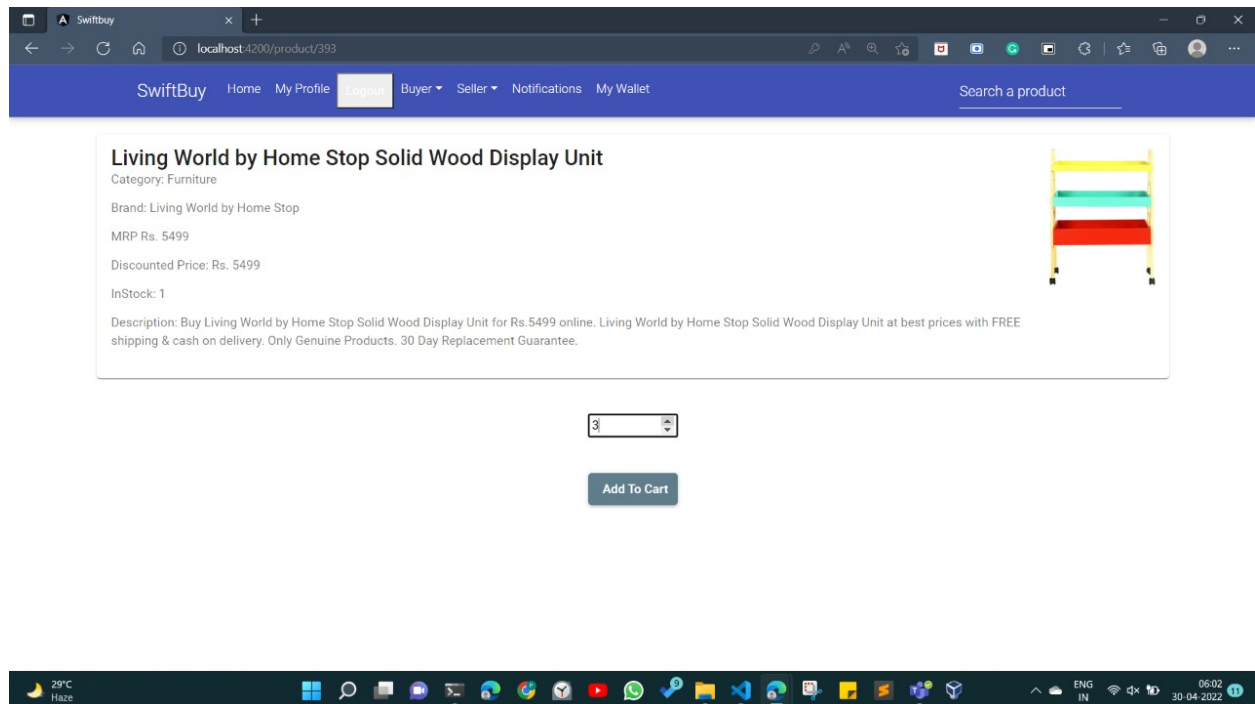 Swiftbuy
localhost:4200/product/393
SwiftBuy Home My Profile Logout Buyer Seller Notifications My Wallet Search a product
Living World by Home Stop Solid Wood Display Unit
Category: Furniture
Brand: Living World by Home Stop
MRP Rs. 5499
Discounted Price: Rs. 5499
InStock: 1
Description: Buy Living World by Home Stop Solid Wood Display Unit for Rs.5499 online. Living World by Home Stop Solid Wood Display Unit at best prices with FREE
shipping & cash on delivery. Only Genuine Products. 30 Day Replacement Guarantee.
3
Add To Cart
29°C
Haze
9
ENG
IN
06:02
30-04-2022
11